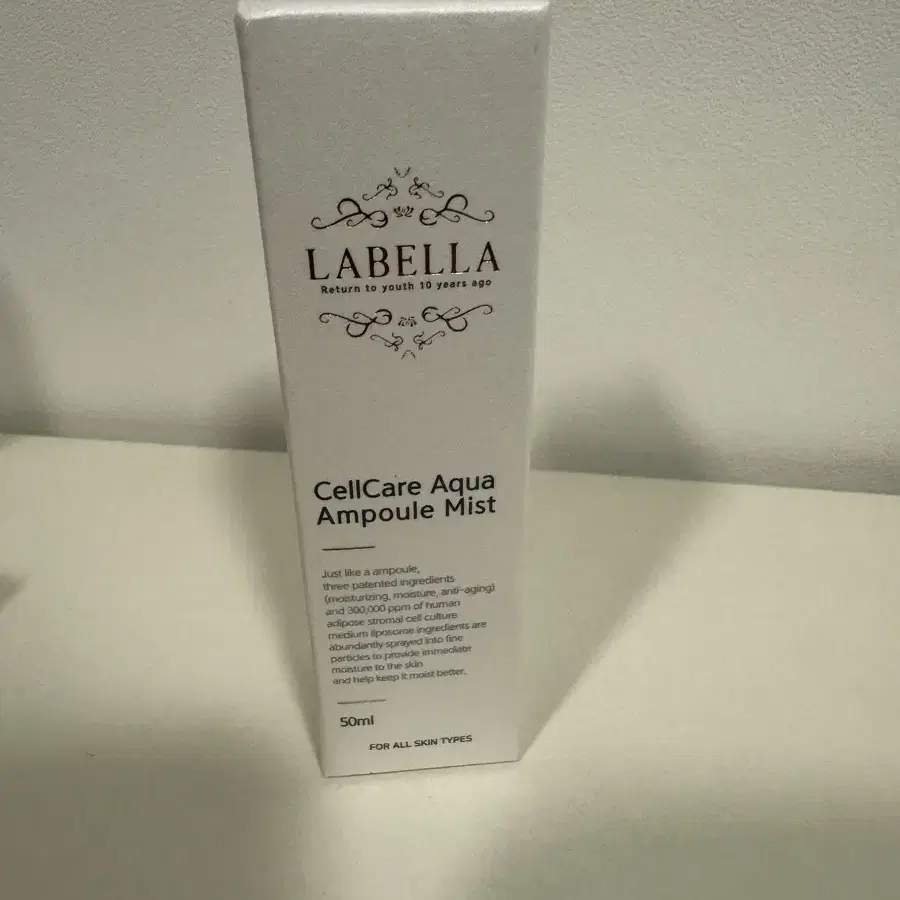 LABELLA
Return to youth 10 years ago
CellCare Aqua
Ampoule Mist
Just like a ampoule,
three patented ingredients
(moisturizing, moisture, anti-aging)
and 300,000 ppm of human
adipose stromal cell culture
medium liposome ingredients are
abundantly sprayed into fine
particles to provide immediate
moisture to the skin
and help keep it moist better.
50ml
FOR ALL SKIN TYPES